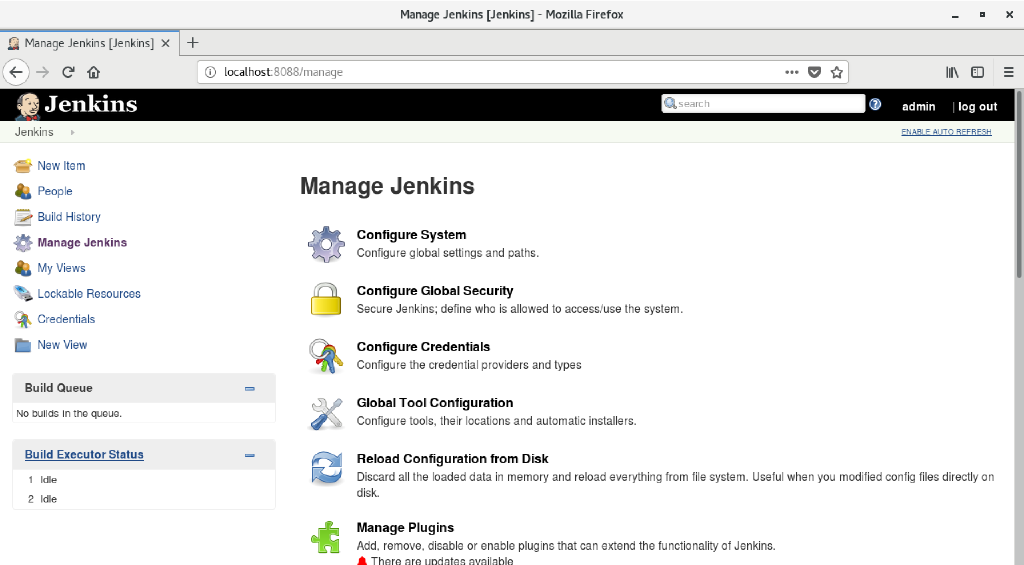 Manage Jenkins [Jenkins] - Mozilla Firefox
Manage Jenkins [Jenkins]
localhost:8088/manage
Jenkins
search
admin
| log out
Jenkins
ENABLE AUTO REFRESH
New Item
People
Build History
Manage Jenkins
My Views
Lockable Resources
Credentials
New View
Build Queue
No builds in the queue.
Build Executor Status
1 Idle
2 Idle
Manage Jenkins
Configure System
Configure global settings and paths.
Configure Global Security
Secure Jenkins; define who is allowed to access/use the system.
Configure Credentials
Configure the credential providers and types
Global Tool Configuration
Configure tools, their locations and automatic installers.
Reload Configuration from Disk
Discard all the loaded data in memory and reload everything from file system. Useful when you modified config files directly on
disk.
Manage Plugins
Add, remove, disable or enable plugins that can extend the functionality of Jenkins.
There are updates available